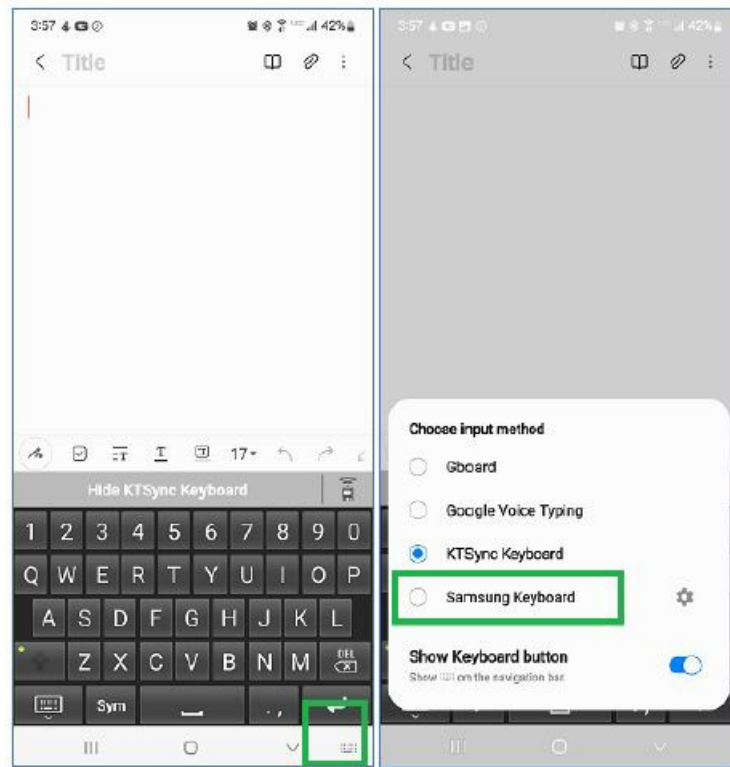 3:57
42%
Title
17
Hide KTSync Keyboard
1 2 3 4 5 6 7 8 9 0
Q W E R T Y U I O P
A S D F G H J K L
Z X C V B N M DEL
Sym . ,
3:57
42%
Title
Choose input method
Gboard
Google Voice Typing
KTSync Keyboard
Samsung Keyboard
Show Keyboard button
Show on the navigation bar